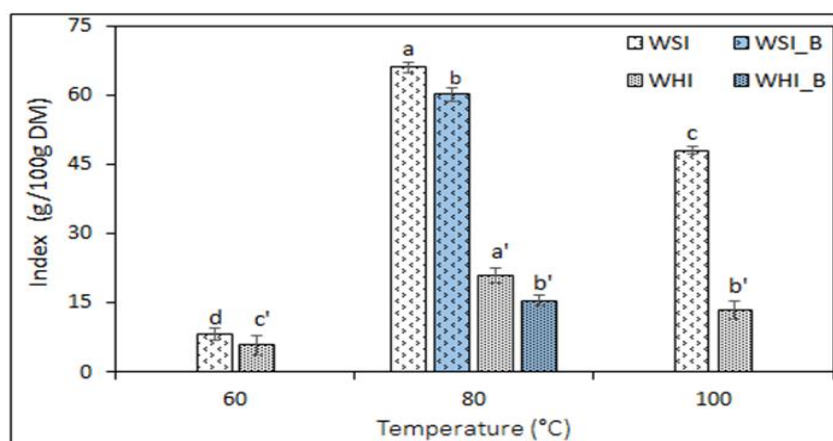 75
60
45
30
15
0
Index (g/100g DM)
WSI
WSI_B
WHI
WHI_B
d
c'
a
b
a'
b'
c
b'
60
80
100
Temperature (°C)